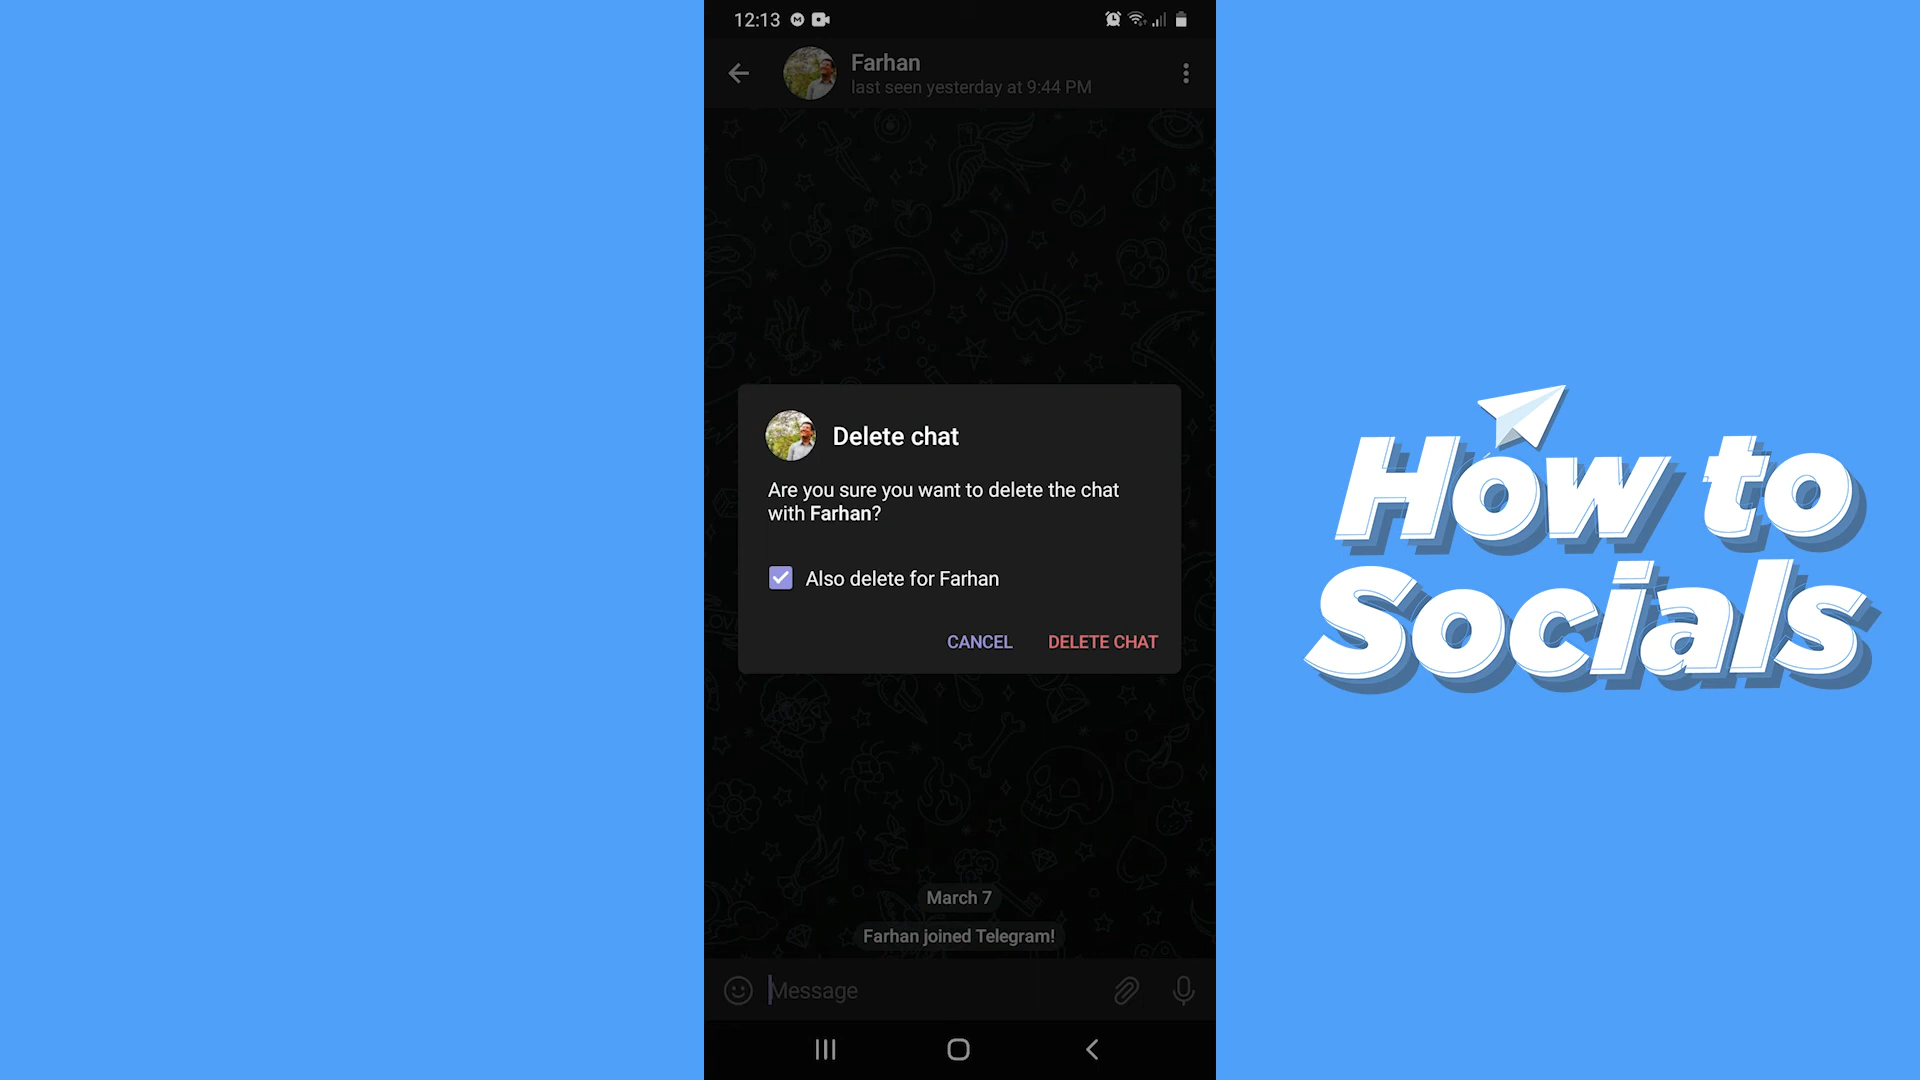 12:13
Farhan
last seen yesterday at 9:44 PM
Delete chat
Are you sure you want to delete the chat
with Farhan?
Also delete for Farhan
CANCEL DELETE CHAT
March 7
Farhan joined Telegram!
Message
How to
Socials